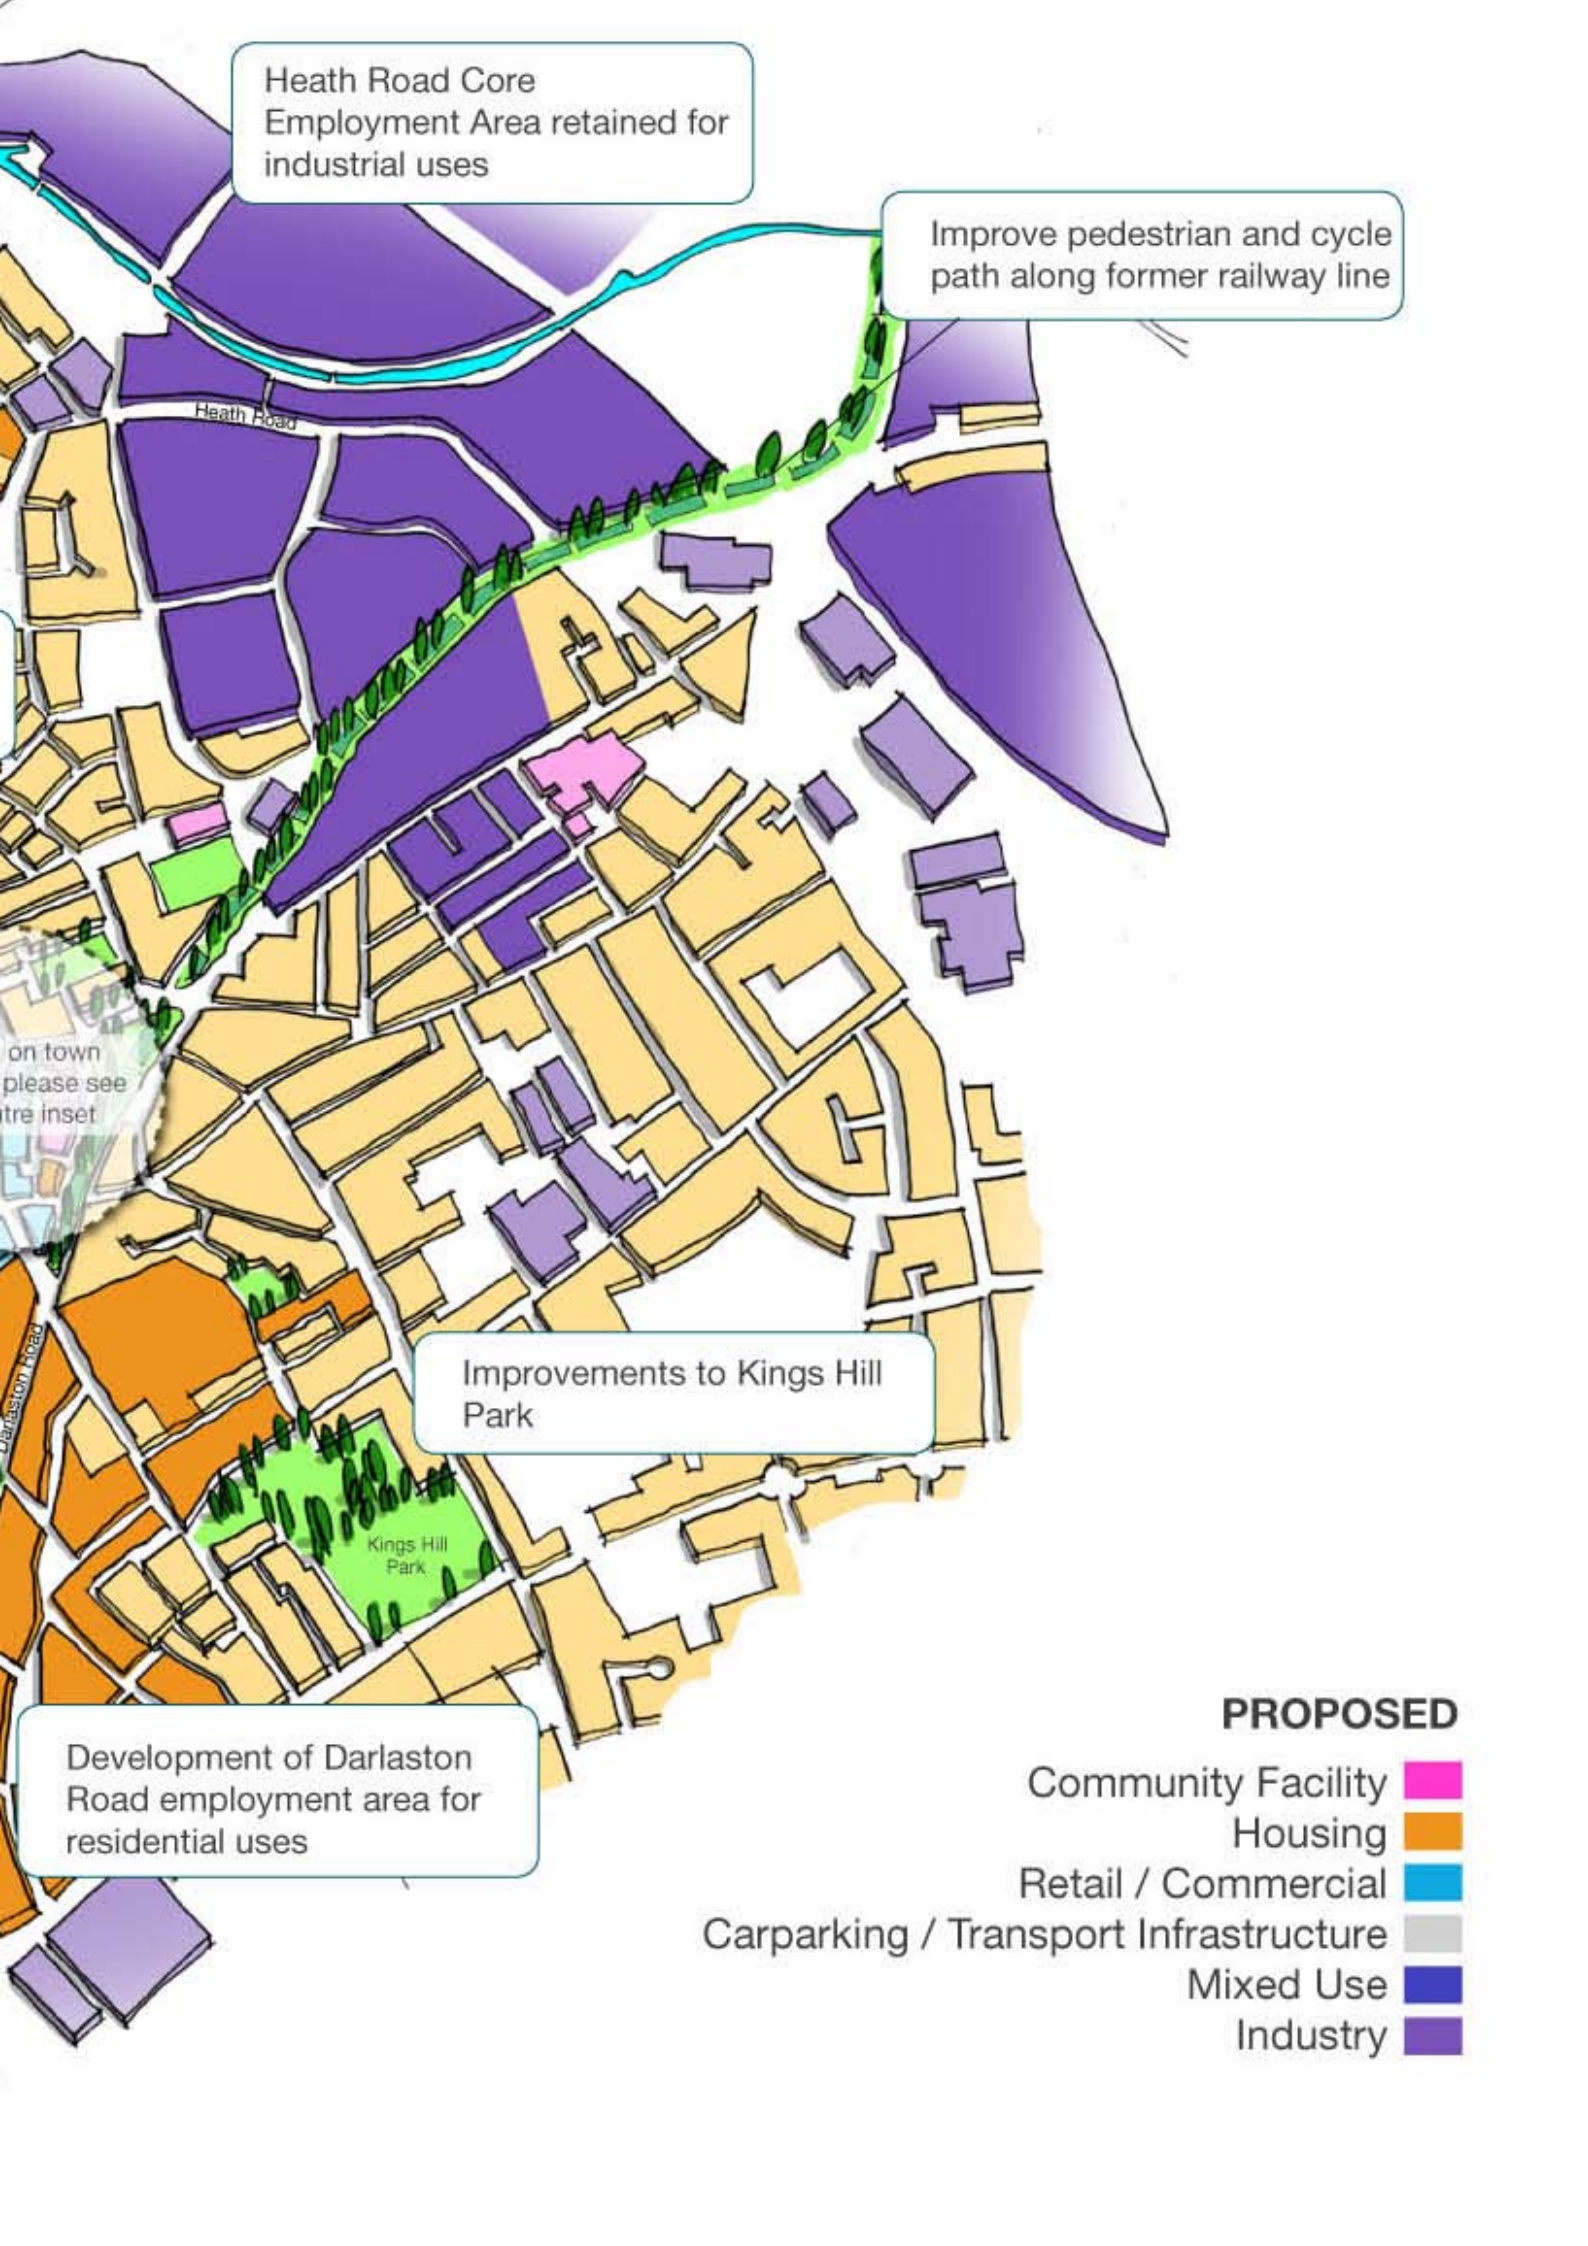 Heath Road Core
Employment Area retained for
industrial uses
Improve pedestrian and cycle
path along former railway line
Heath Road
on town
please see
tre inset
Darlaston Road
Improvements to Kings Hill
Park
Kings Hill
Park
Development of Darlaston
Road employment area for
residential uses
PROPOSED
Community Facility
Housing
Retail / Commercial
Carparking / Transport Infrastructure
Mixed Use
Industry